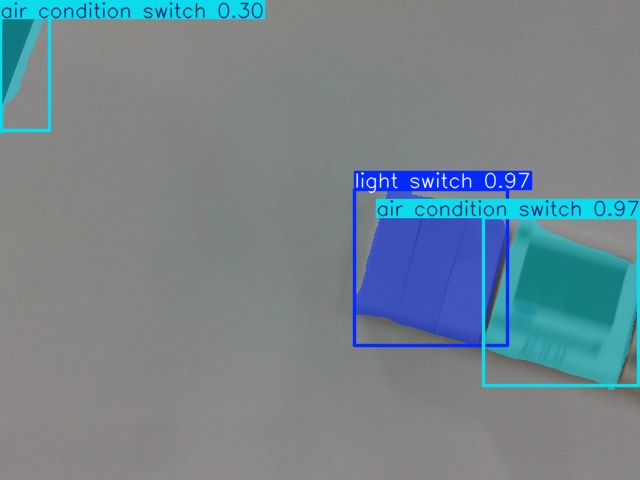 air condition switch 0.30
light switch 0.97
air condition switch 0.97